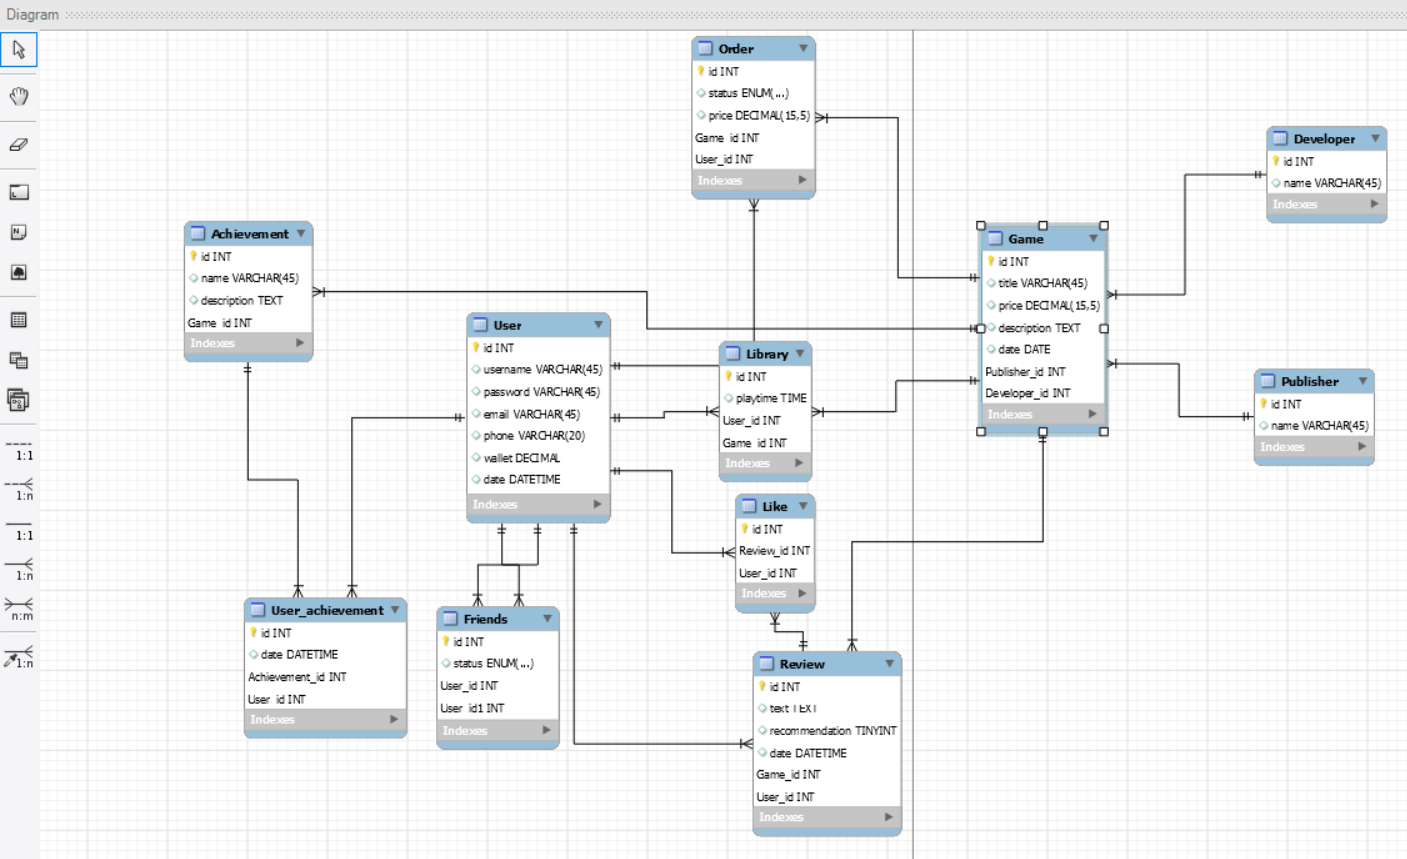 Diagram
1:1
1:n
1:1
1:n
n:m
1:n
Order
id INT
status ENUM(...)
price DECIMAL(15,5)
Game_id INT
User_id INT
Indexes
Developer
id INT
name VARCHAR(45)
Indexes
Achievement
id INT
name VARCHAR(45)
description TEXT
Game_id INT
Indexes
Game
id INT
title VARCHAR(45)
price DECIMAL(15,5)
description TEXT
date DATE
Publisher_id INT
Developer_id INT
Indexes
User
id INT
username VARCHAR(45)
password VARCHAR(45)
email VARCHAR(45)
phone VARCHAR(20)
wallet DECIMAL
date DATETIME
Indexes
Library
id INT
playtime TIME
User_id INT
Game_id INT
Indexes
Publisher
id INT
name VARCHAR(45)
Indexes
Like
id INT
Review_id INT
User_id INT
Indexes
User_achievement
id INT
date DATETIME
Achievement_id INT
User_id INT
Indexes
Friends
id INT
status ENUM(...)
User_id INT
User_id1 INT
Indexes
Review
id INT
text TEXT
recommendation TINYINT
date DATETIME
Game_id INT
User_id INT
Indexes